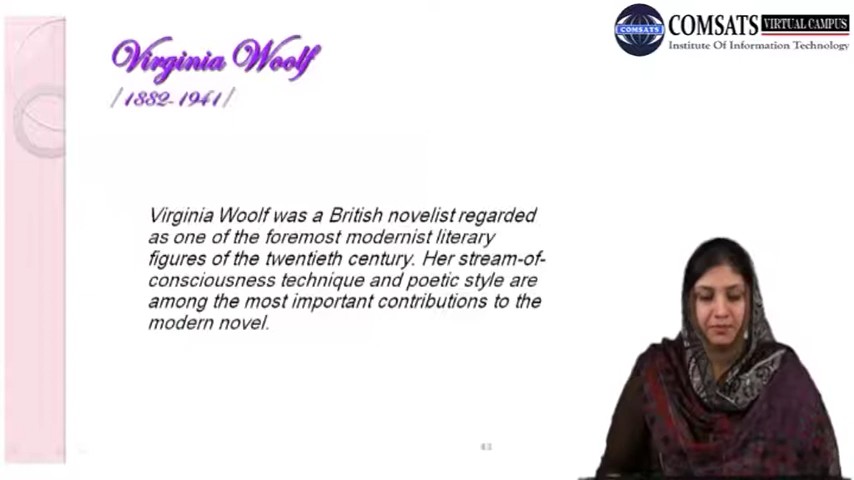 Virginia Woolf
/1882-1941/
COMSATS VIRTUAL CAMPUS
COMSATS
Institute Of Information Technology
Virginia Woolf was a British novelist regarded
as one of the foremost modernist literary
figures of the twentieth century. Her stream-of-
consciousness technique and poetic style are
among the most important contributions to the
modern novel.